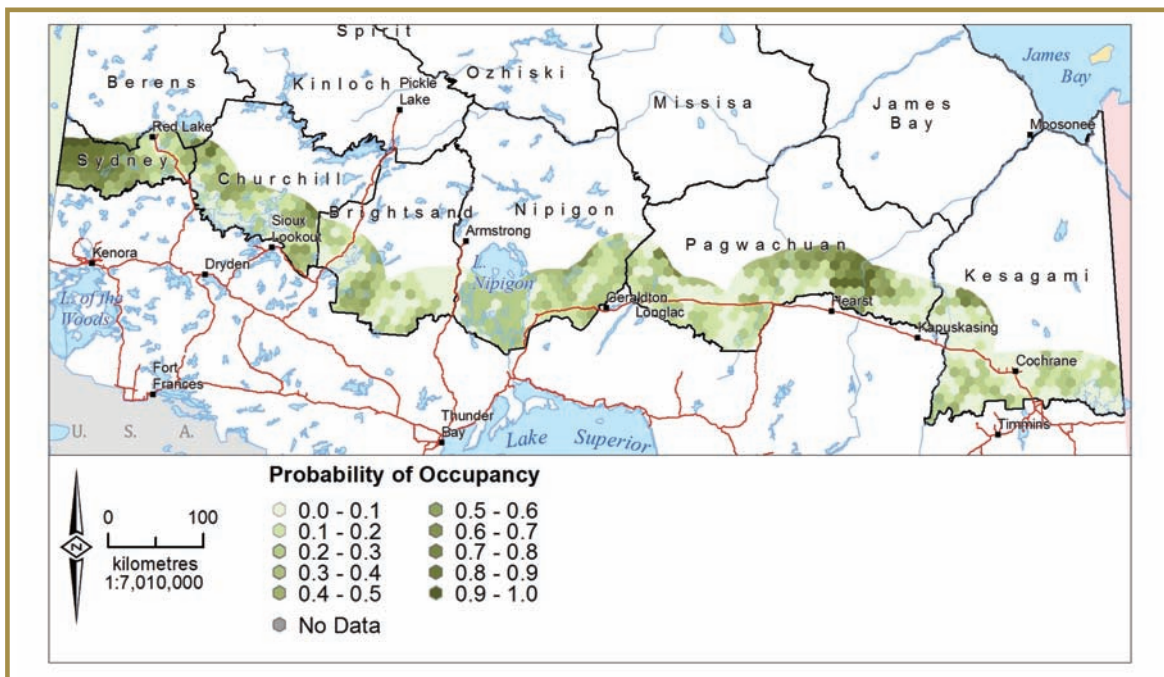 Spirit
Berens
Kinloch
Pickle
Lake
Ozhiski
Missisa
James
Bay
James
Bay
Moosonee
Red Lake
Sydney
Churchill
Sioux
Lookout
Brightsand
Nipigon
Armstrong
L.
Nipigon
Pagwachuan
Kesagami
Kenora
Dryden
L. of the
Woods
Geraldton
Longlac
Hearst
Kapuskasing
Cochrane
Fort
Frances
Thunder
Bay
Lake Superior
Timmins
U. S. A.
Probability of Occupancy
0.0 - 0.1
0.1 - 0.2
0.2 - 0.3
0.3 - 0.4
0.4 - 0.5
No Data
0.5 - 0.6
0.6 - 0.7
0.7 - 0.8
0.8 - 0.9
0.9 - 1.0
N
0 100
kilometres
1:7,010,000